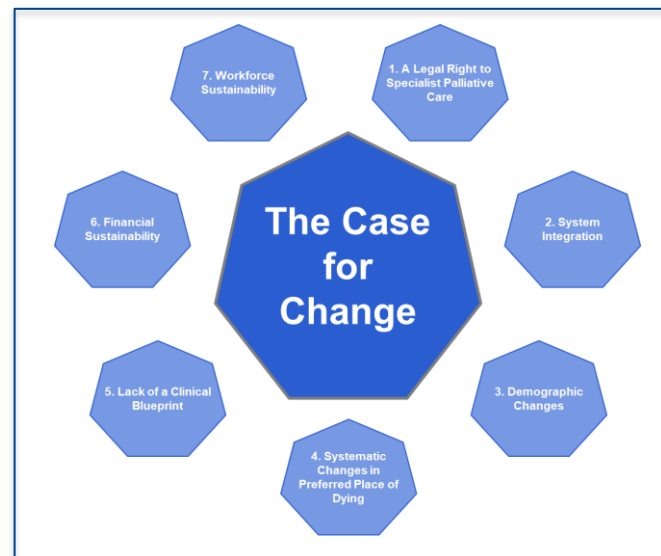 The Case
for
Change
1. A Legal Right to
Specialist Palliative
Care
2. System
Integration
3. Demographic
Changes
4. Systematic
Changes in
Preferred Place of
Dying
5. Lack of a Clinical
Blueprint
6. Financial
Sustainability
7. Workforce
Sustainability